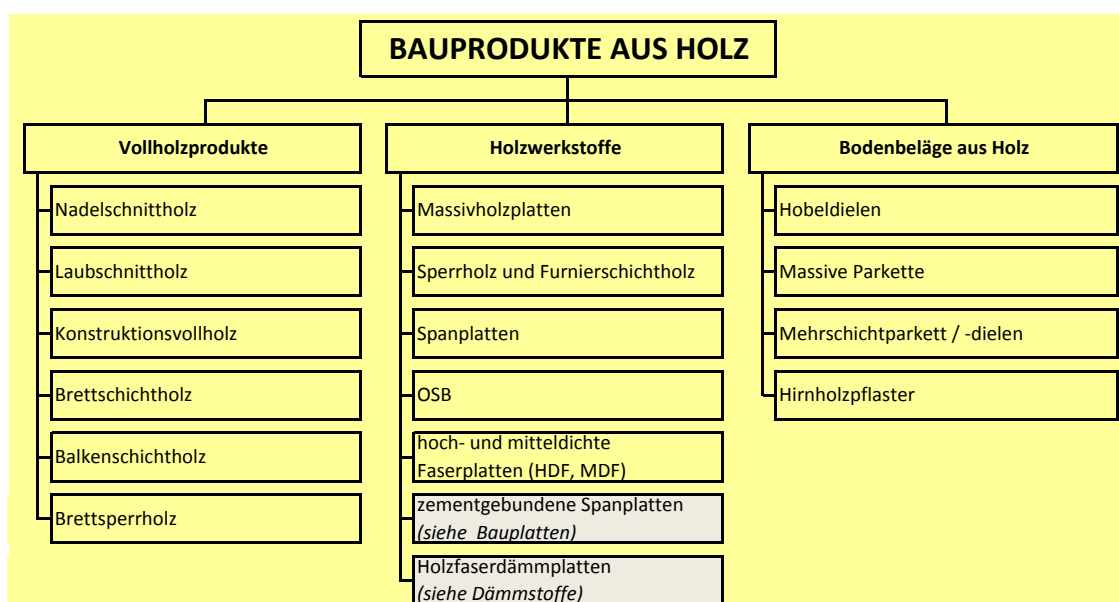 BAUPRODUKTE AUS HOLZ
Vollholzprodukte
Nadelschnittholz
Laubschnittholz
Konstruktionsvollholz
Brettschichtholz
Balkenschichtholz
Brettsperrholz
Holzwerkstoffe
Massivholzplatten
Sperrholz und Furnierschichtholz
Spanplatten
OSB
hoch- und mitteldichte
Faserplatten (HDF, MDF)
zementgebundene Spanplatten
(siehe Bauplatten)
Holzfaserdämmplatten
(siehe Dämmstoffe)
Bodenbeläge aus Holz
Hobeldielen
Massive Parkette
Mehrschichtparkett / -dielen
Hirnholzpflaster